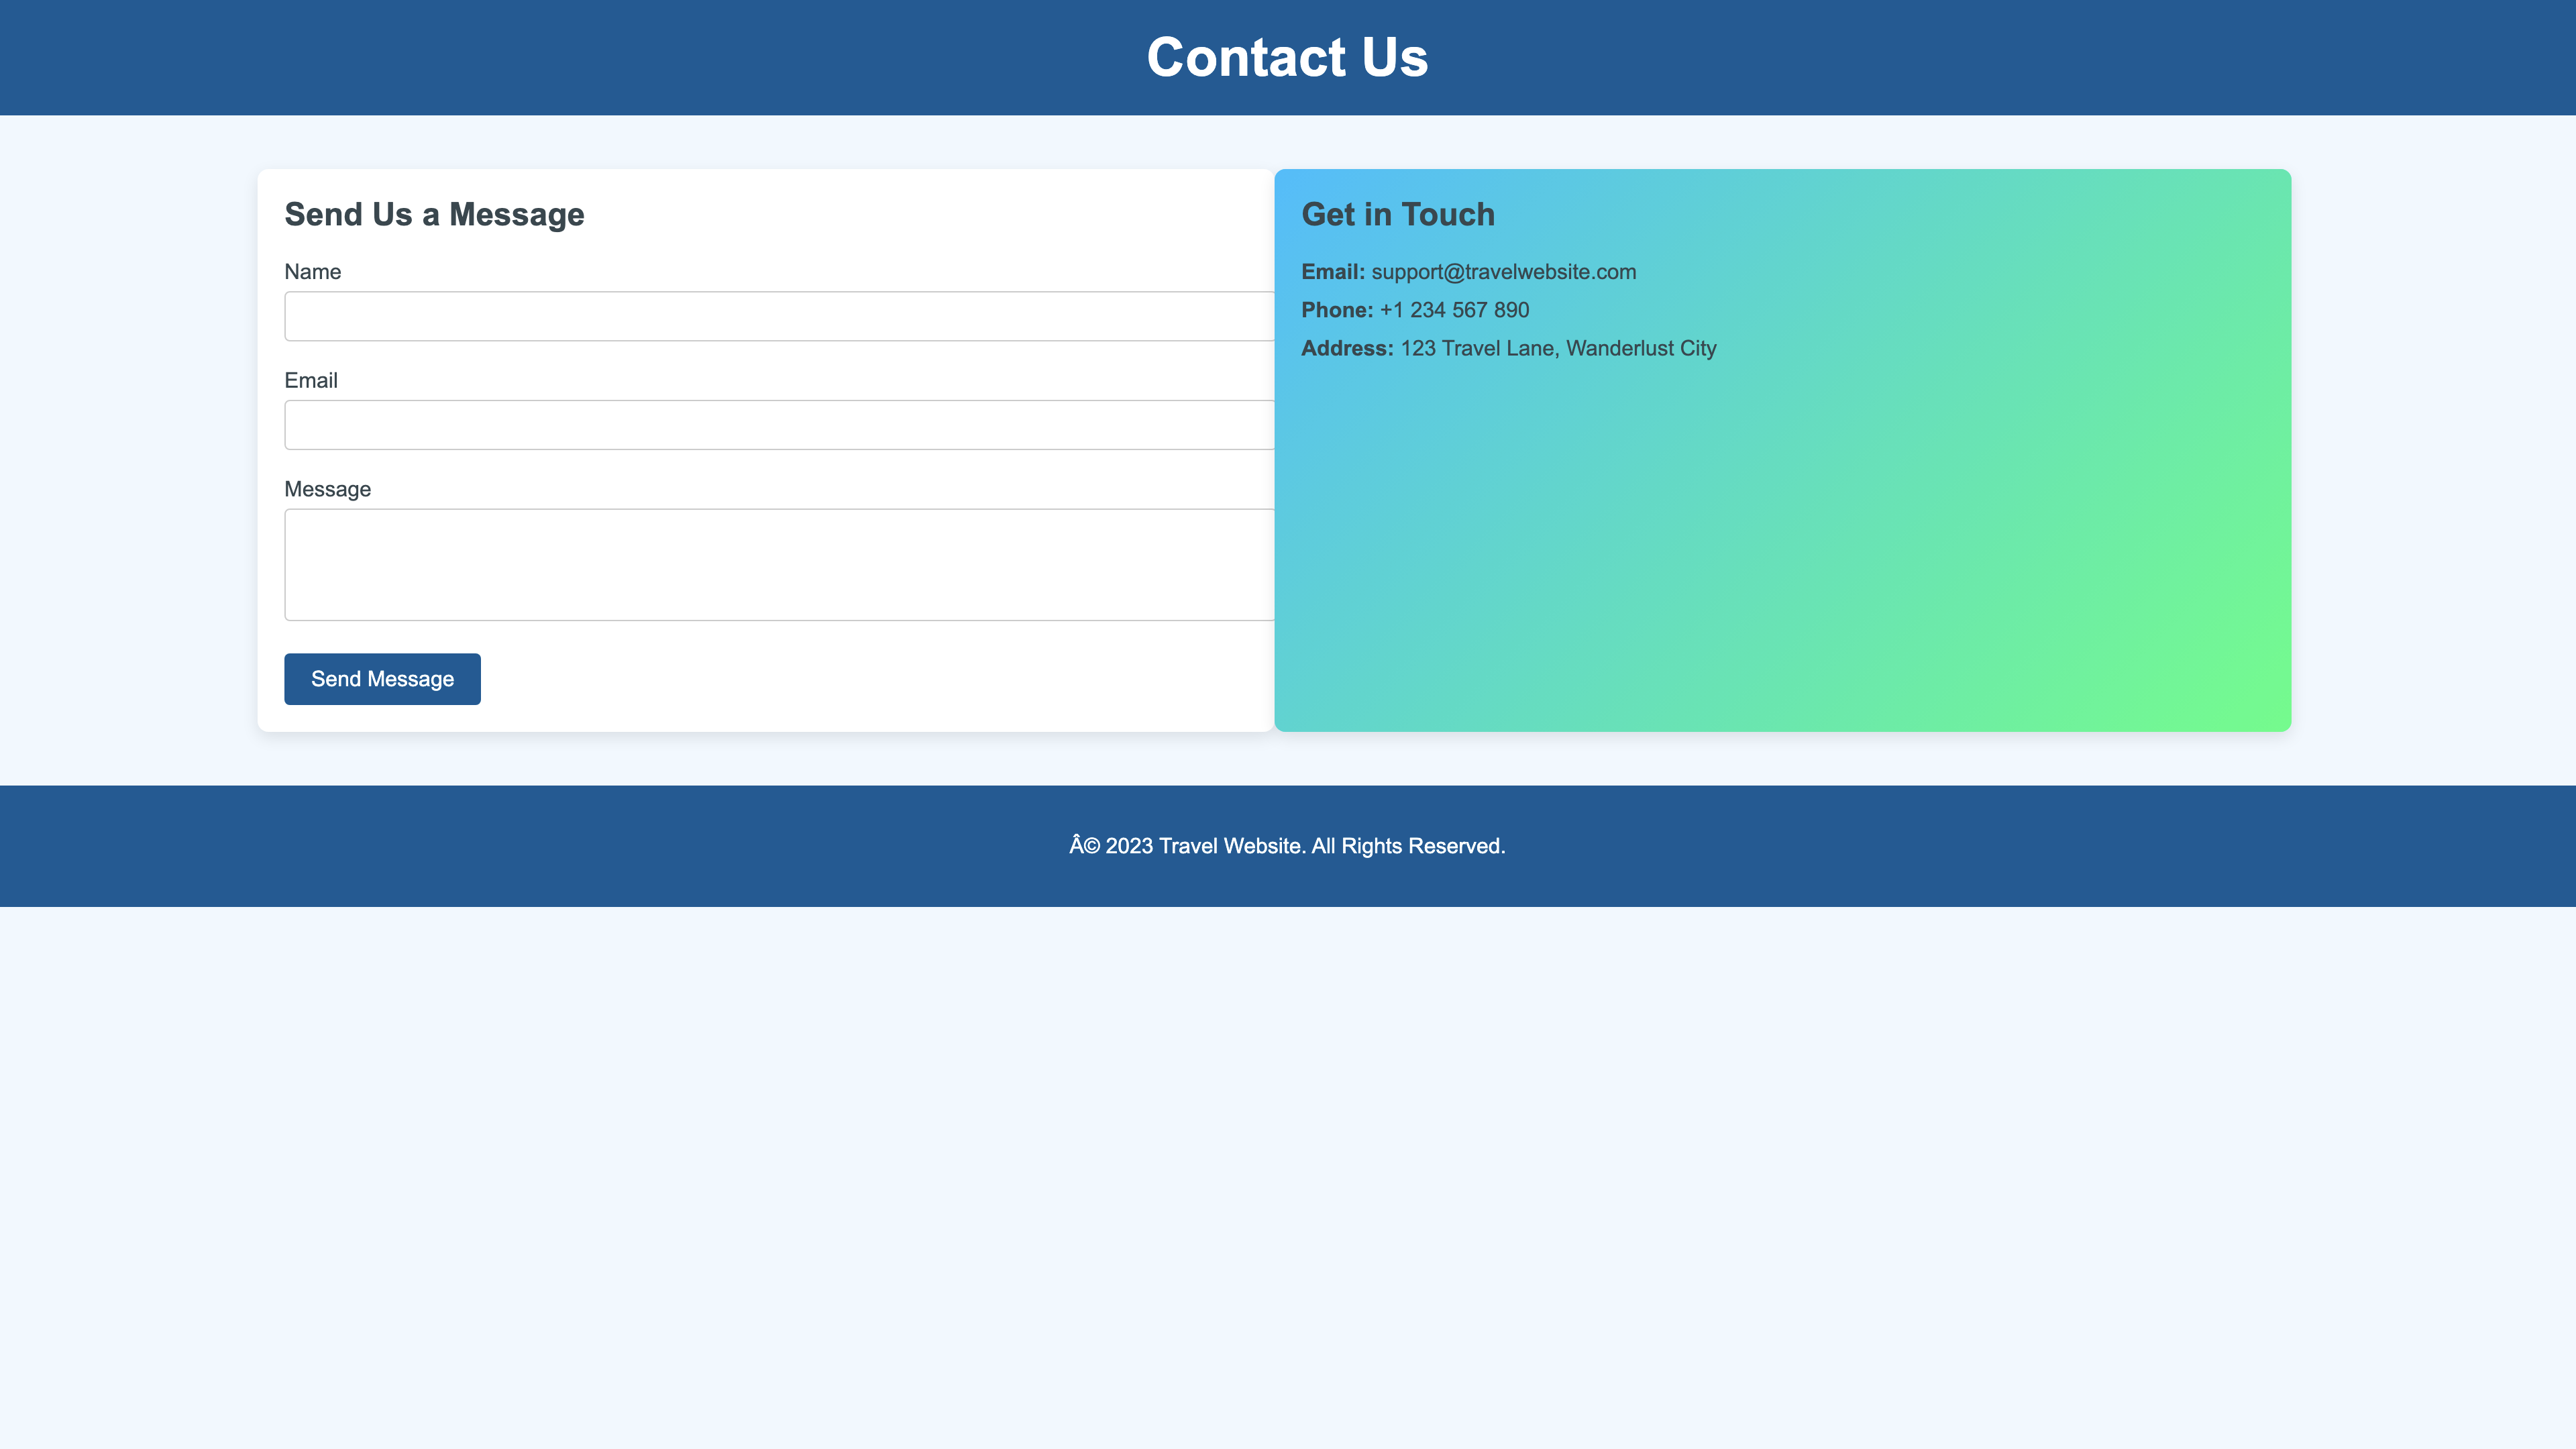 Contact Us
Send Us a Message
Name
Email
Message
Send Message
Get in Touch
Email: support@travelwebsite.com
Phone: +1 234 567 890
Address: 123 Travel Lane, Wanderlust City
Â© 2023 Travel Website. All Rights Reserved.